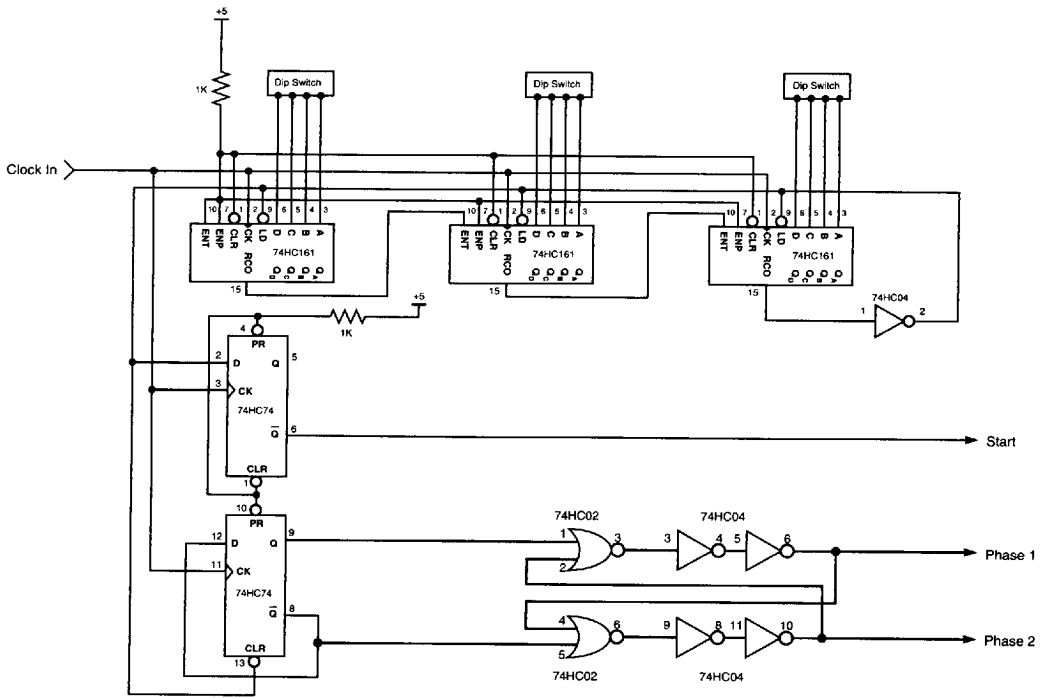 +5
1K
Dip Switch
Dip Switch
Dip Switch
Clock In
10 7 1 2 9 6 5 4 3
10 7 1 2 9 6 5 4 3
10 7 1 2 9 6 5 4 3
ENT ENP CLR CK LD D C B A
ENT ENP CLR CK LD D C B A
ENT ENP CLR CK LD D C B A
74HC161
74HC161
74HC161
RCO QD QC QB QA
RCO QD QC QB QA
RCO QD QC QB QA
15
15
15
74HC04
1 2
+5
1K
4
PR
2 D Q 5
3 CK
74HC74
Q 6
Start
CLR
1
10
PR
12 D Q 9
11 CK
74HC74
Q 8
CLR
13
74HC02
74HC04
1 2 3
3 4 5 6
Phase 1
4 5 6
9 8 11 10
Phase 2
74HC02
74HC04